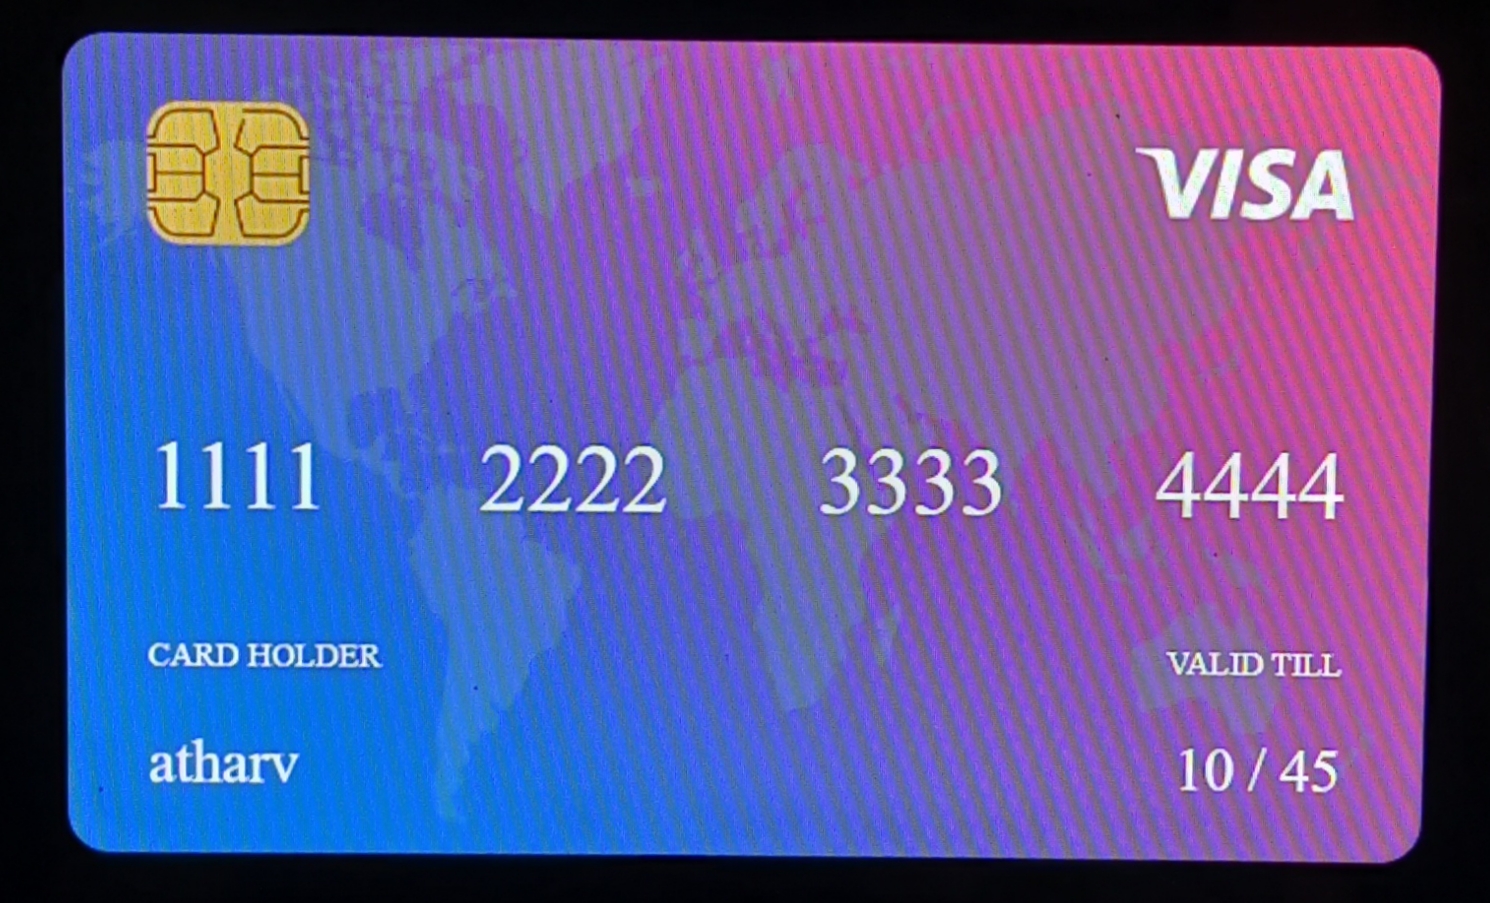 VISA
1111 2222 3333 4444
CARD HOLDER
VALID TILL
atharv
10 / 45